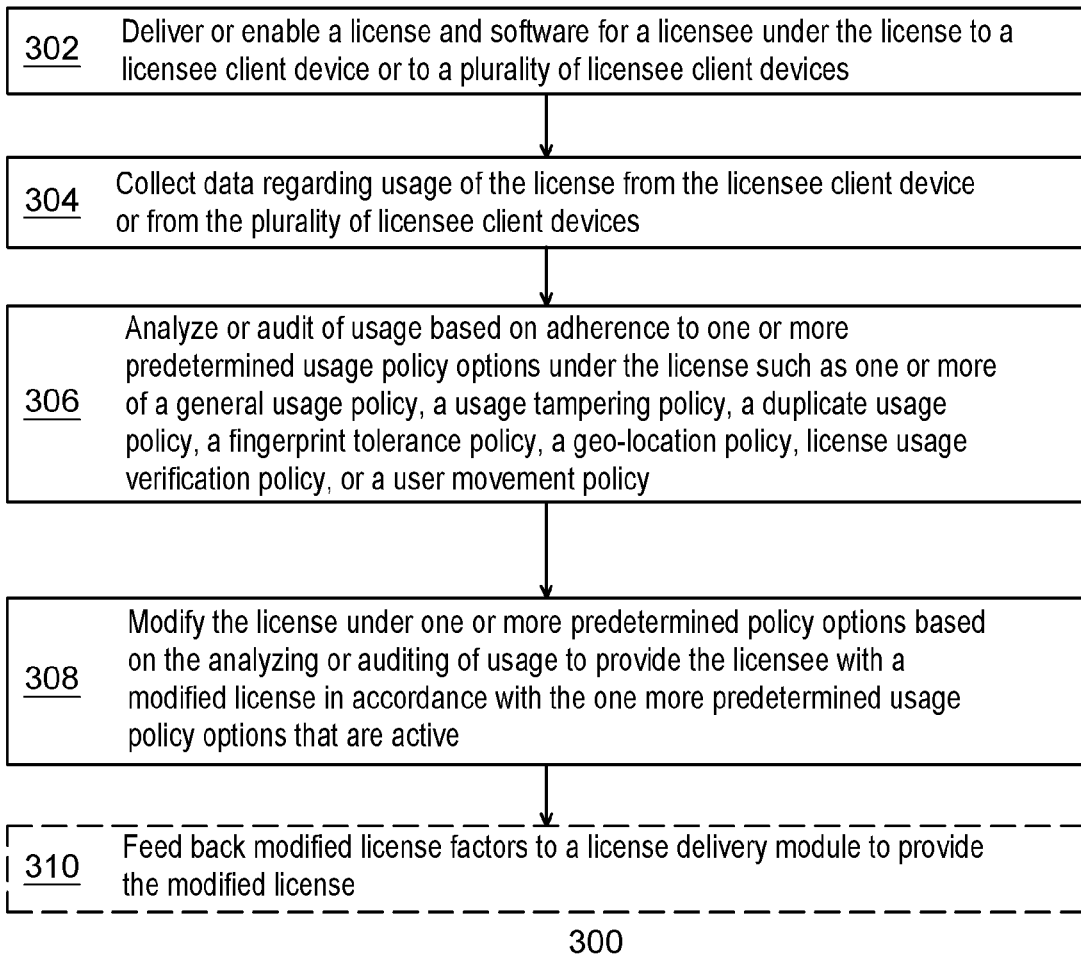 302
Deliver or enable a license and software for a licensee under the license to a
licensee client device or to a plurality of licensee client devices
304
Collect data regarding usage of the license from the licensee client device
or from the plurality of licensee client devices
306
Analyze or audit of usage based on adherence to one or more
predetermined usage policy options under the license such as one or more
of a general usage policy, a usage tampering policy, a duplicate usage
policy, a fingerprint tolerance policy, a geo-location policy, license usage
verification policy, or a user movement policy
308
Modify the license under one or more predetermined policy options based
on the analyzing or auditing of usage to provide the licensee with a
modified license in accordance with the one more predetermined usage
policy options that are active
310
Feed back modified license factors to a license delivery module to provide
the modified license
300